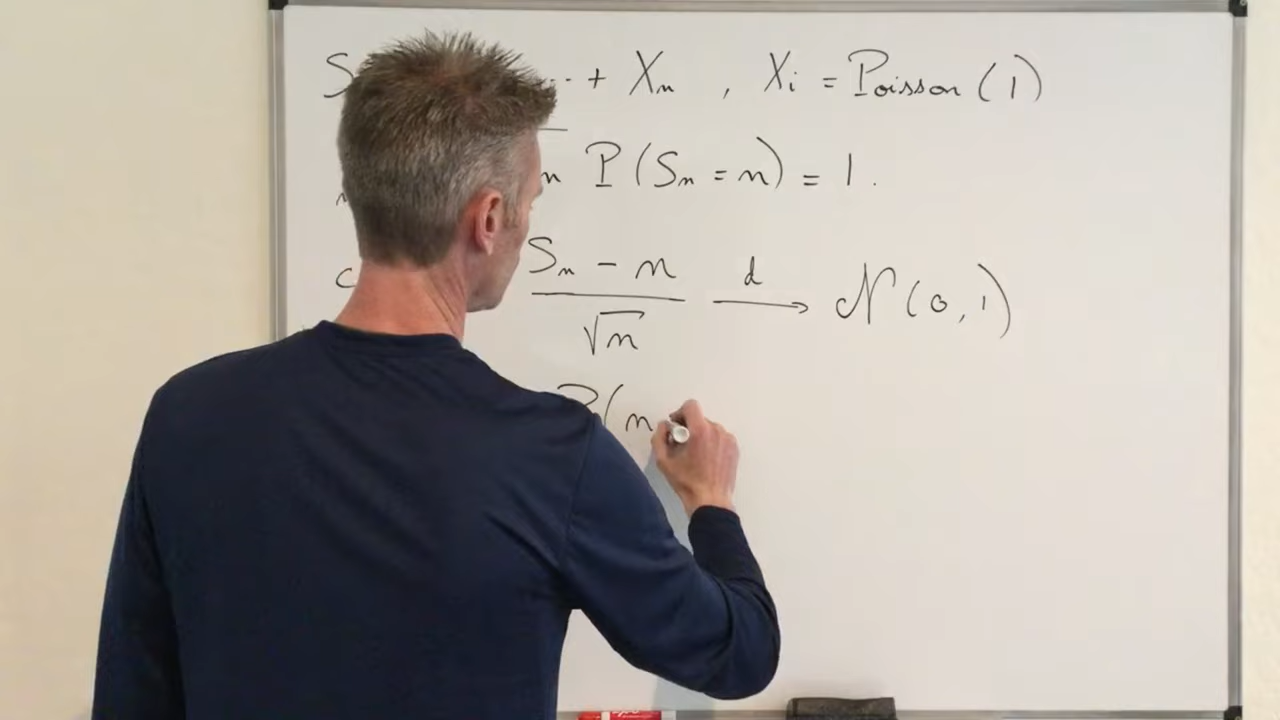 S ... + Xₙ , Xᵢ = Poisson (1)
n P(Sₙ = n) = 1.
C Sₙ - n / √n →ᵈ N(0,1)
P(n